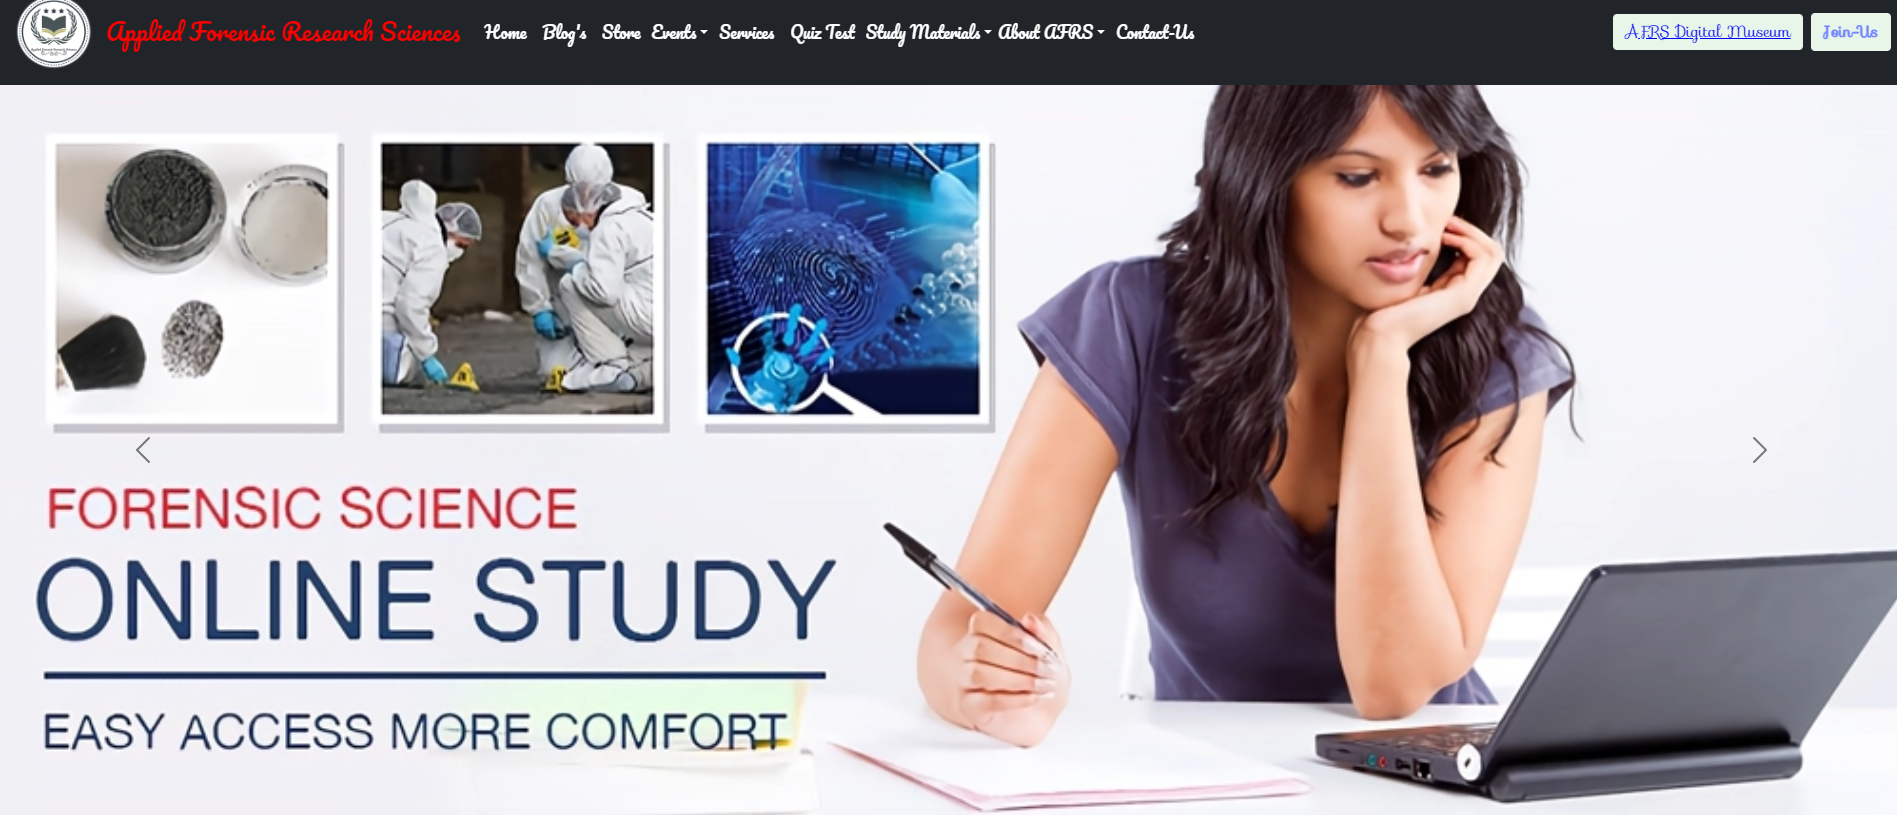 Applied Forensic Research Sciences
Home Blog's Store Events Services Quiz Test Study Materials About AFRS Contact-Us
AFRS Digital Museum Join-Us
FORENSIC SCIENCE
ONLINE STUDY
EASY ACCESS MORE COMFORT